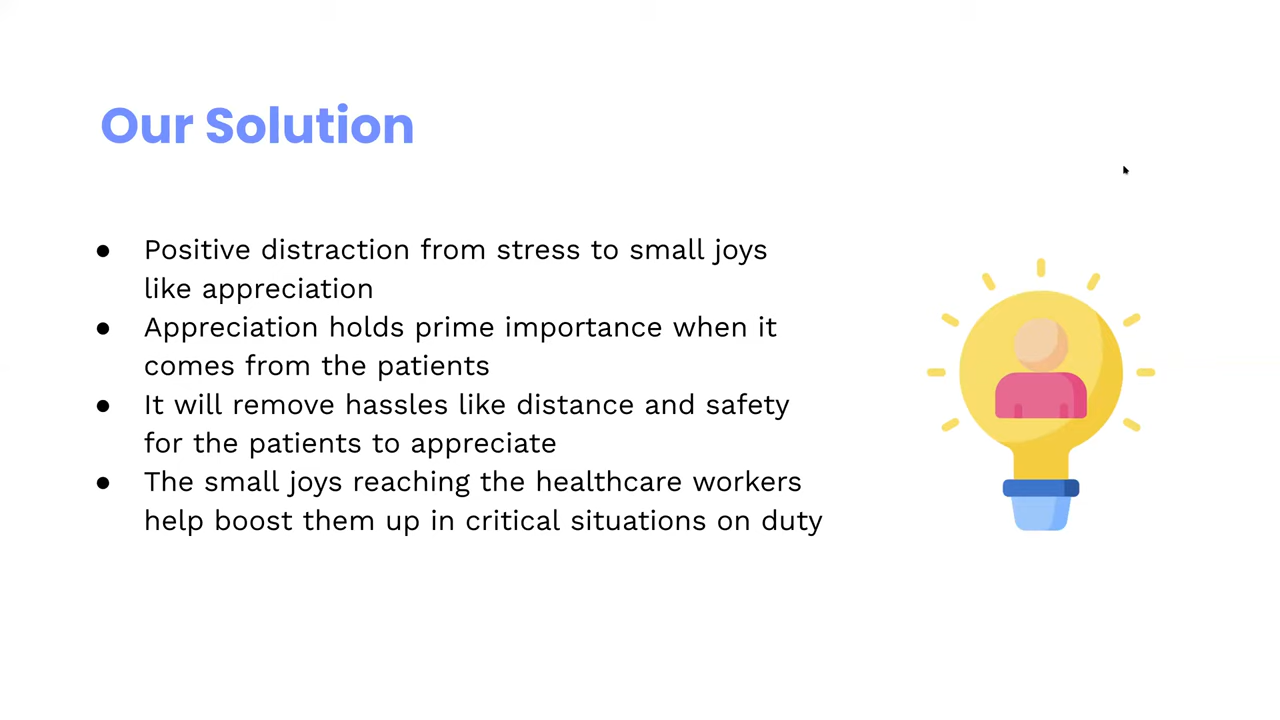 Our Solution
● Positive distraction from stress to small joys
like appreciation
● Appreciation holds prime importance when it
comes from the patients
● It will remove hassles like distance and safety
for the patients to appreciate
● The small joys reaching the healthcare workers
help boost them up in critical situations on duty